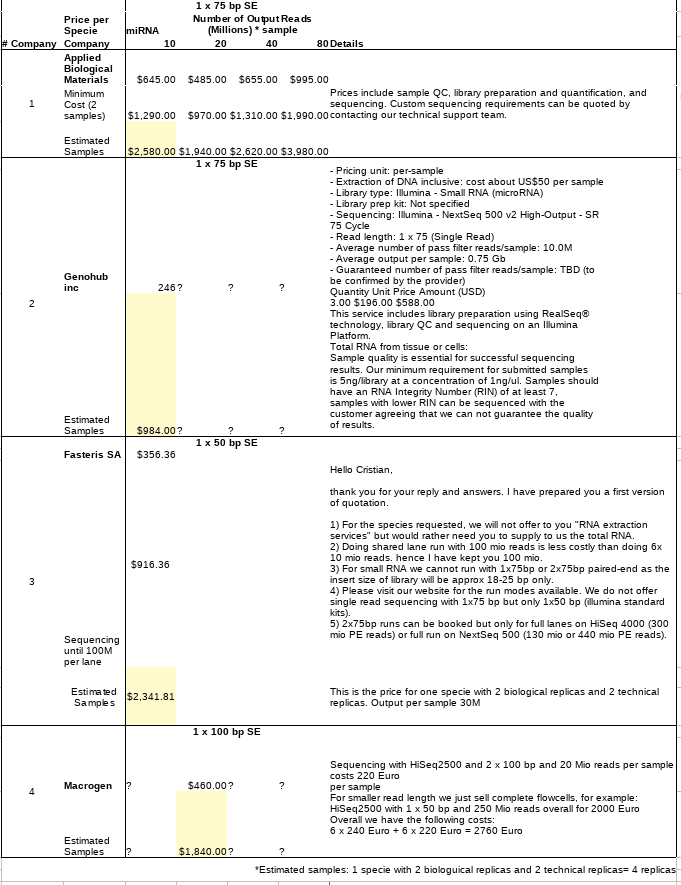 1 x 75 bp SE
Price per Specie miRNA Number of Output Reads (Millions) * sample
# Company Company 10 20 40 80 Details
Applied
Biological
Materials $645.00 $485.00 $655.00 $995.00
1
Minimum
Cost (2
samples) $1,290.00 $970.00 $1,310.00 $1,990.00
Prices include sample QC, library preparation and quantification, and
sequencing. Custom sequencing requirements can be quoted by
contacting our technical support team.
Estimated
Samples $2,580.00 $1,940.00 $2,620.00 $3,980.00
1 x 75 bp SE
2
Genohub
inc 246 ? ? ?
- Pricing unit: per-sample
- Extraction of DNA inclusive: cost about US$50 per sample
- Library type: Illumina - Small RNA (microRNA)
- Library prep kit: Not specified
- Sequencing: Illumina - NextSeq 500 v2 High-Output - SR
75 Cycle
- Read length: 1 x 75 (Single Read)
- Average number of pass filter reads/sample: 10.0M
- Average output per sample: 0.75 Gb
- Guaranteed number of pass filter reads/sample: TBD (to
be confirmed by the provider)
Quantity Unit Price Amount (USD)
3.00 $196.00 $588.00
This service includes library preparation using RealSeq®
technology, library QC and sequencing on an Illumina
Platform.
Total RNA from tissue or cells:
Sample quality is essential for successful sequencing
results. Our minimum requirement for submitted samples
is 5ng/library at a concentration of 1ng/ul. Samples should
have an RNA Integrity Number (RIN) of at least 7,
samples with lower RIN can be sequenced with the
customer agreeing that we can not guarantee the quality
of results.
Estimated
Samples $984.00 ? ? ?
1 x 50 bp SE
3
Fasteris SA $356.36
$916.36
Sequencing
until 100M
per lane
Hello Cristian,
thank you for your reply and answers. I have prepared you a first version
of quotation.
1) For the species requested, we will not offer to you "RNA extraction
services" but would rather need you to supply to us the total RNA.
2) Doing shared lane run with 100 mio reads is less costly than doing 6x
10 mio reads. hence I have kept you 100 mio.
3) For small RNA we cannot run with 1x75bp or 2x75bp paired-end as the
insert size of library will be approx 18-25 bp only.
4) Please visit our website for the run modes available. We do not offer
single read sequencing with 1x75 bp but only 1x50 bp (illumina standard
kits).
5) 2x75bp runs can be booked but only for full lanes on HiSeq 4000 (300
mio PE reads) or full run on NextSeq 500 (130 mio or 440 mio PE reads).
Estimated
Samples $2,341.81
This is the price for one specie with 2 biological replicas and 2 technical
replicas. Output per sample 30M
1 x 100 bp SE
4
Macrogen ? $460.00 ? ?
Sequencing with HiSeq2500 and 2 x 100 bp and 20 Mio reads per sample
costs 220 Euro
per sample
For smaller read length we just sell complete flowcells, for example:
HiSeq2500 with 1 x 50 bp and 250 Mio reads overall for 2000 Euro
Overall we have the following costs:
6 x 240 Euro + 6 x 220 Euro = 2760 Euro
Estimated
Samples ? $1,840.00 ? ?
*Estimated samples: 1 specie with 2 biologuical replicas and 2 technical replicas= 4 replicas